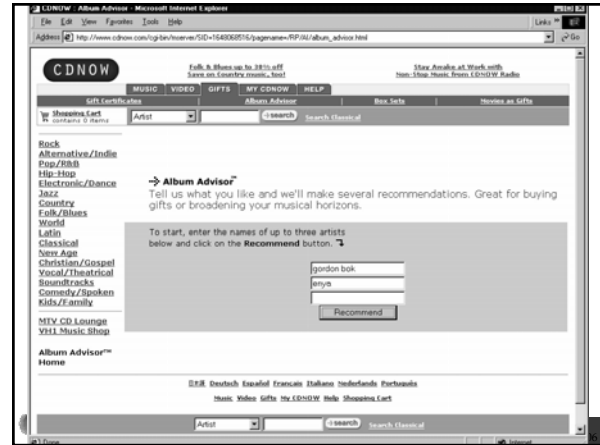 CDNOW : Album Advisor - Microsoft Internet Explorer
File Edit View Favorites Tools Help
Links
Address http://www.cdnow.com/cgi-bin/mserver/SID=1648068516/pagename=/RP/AI/album_advisor.html
Go
CDNOW
Folk & Blues up to 30% off
Save on Country music, too!
Stay Awake at Work with
Non-Stop Music from CDNOW Radio
MUSIC VIDEO GIFTS MY CDNOW HELP
Gift Certificates | Album Advisor | Box Sets | Movies as Gifts
Shopping Cart
contains 0 items
Artist
search
Search Classical
Rock
Alternative/Indie
Pop/R&B
Hip-Hop
Electronic/Dance
Jazz
Country
Folk/Blues
World
Latin
Classical
New Age
Christian/Gospel
Vocal/Theatrical
Soundtracks
Comedy/Spoken
Kids/Family
MTV CD Lounge
VH1 Music Shop
Album Advisor™
Home
Album Advisor™
Tell us what you like and we'll make several recommendations. Great for buying
gifts or broadening your musical horizons.
To start, enter the names of up to three artists
below and click on the Recommend button.
gordon bok
enya
Recommend
Deutsch Español Français Italiano Nederlands Português
Music Video Gifts My CDNOW Help Shopping Cart
Artist
search
Search Classical
Done
Internet